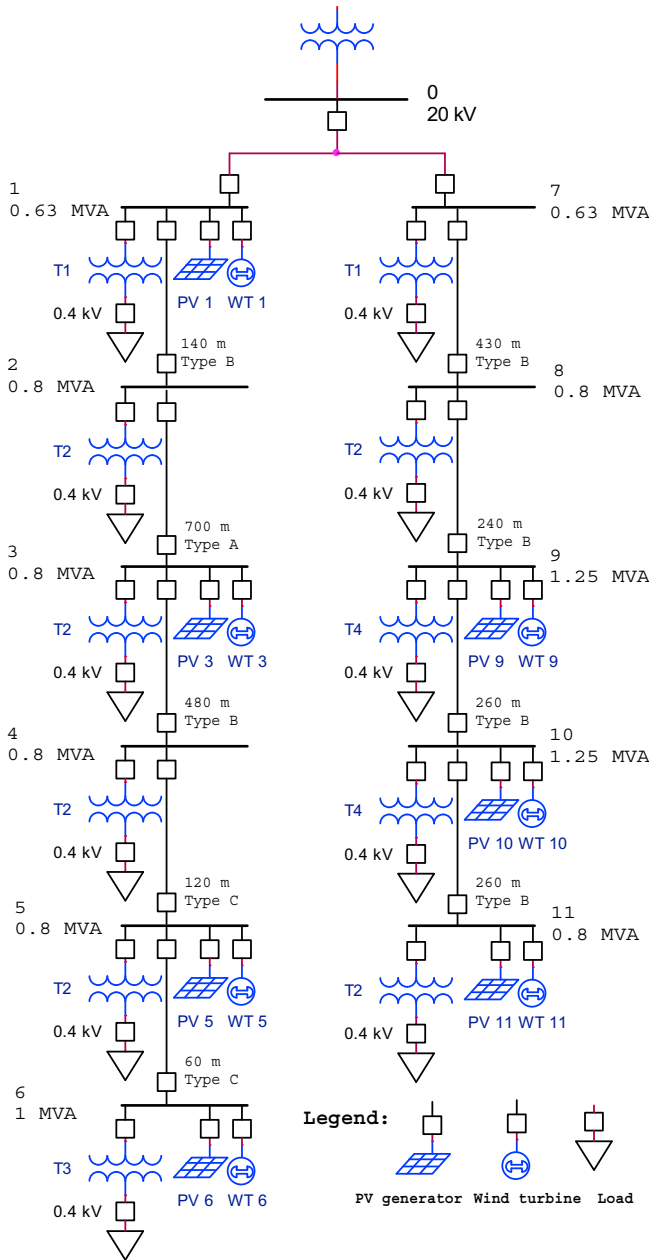 0
20 kV
1
0.63 MVA
T1
PV 1 WT 1
0.4 kV
140 m
Type B
2
0.8 MVA
T2
0.4 kV
700 m
Type A
3
0.8 MVA
T2
PV 3 WT 3
0.4 kV
480 m
Type B
4
0.8 MVA
T2
0.4 kV
120 m
Type C
5
0.8 MVA
T2
PV 5 WT 5
0.4 kV
60 m
Type C
6
1 MVA
T3
PV 6 WT 6
0.4 kV
7
0.63 MVA
T1
0.4 kV
430 m
Type B
8
0.8 MVA
T2
0.4 kV
240 m
Type B
9
1.25 MVA
T4
PV 9 WT 9
0.4 kV
260 m
Type B
10
1.25 MVA
T4
PV 10 WT 10
0.4 kV
260 m
Type B
11
0.8 MVA
T2
PV 11 WT 11
0.4 kV
Legend:
PV generator Wind turbine Load